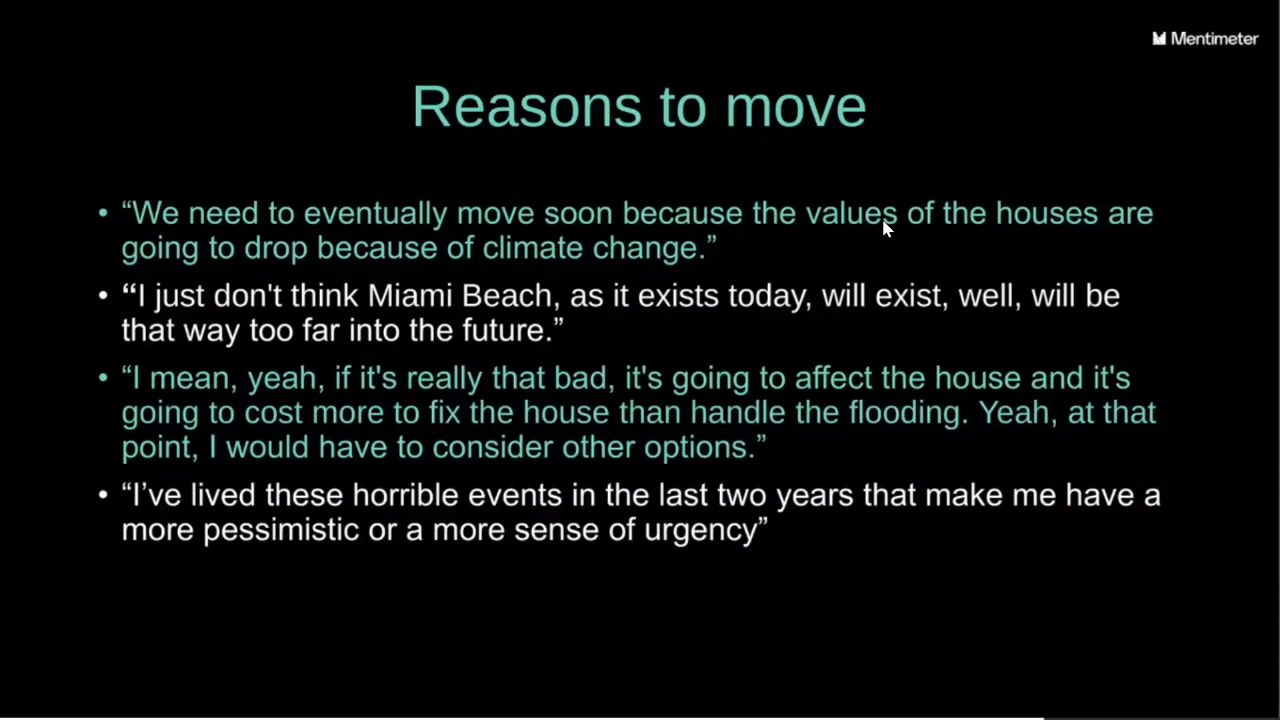 Mentimeter
Reasons to move
• “We need to eventually move soon because the values of the houses are
going to drop because of climate change.”
• “I just don't think Miami Beach, as it exists today, will exist, well, will be
that way too far into the future.”
• “I mean, yeah, if it's really that bad, it's going to affect the house and it's
going to cost more to fix the house than handle the flooding. Yeah, at that
point, I would have to consider other options.”
• “I’ve lived these horrible events in the last two years that make me have a
more pessimistic or a more sense of urgency”